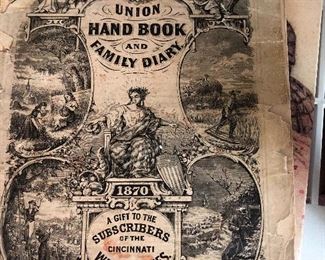 UNION
HAND BOOK
AND
FAMILY DIARY.
1870
A GIFT TO THE
SUBSCRIBERS
OF THE
CINCINNATI